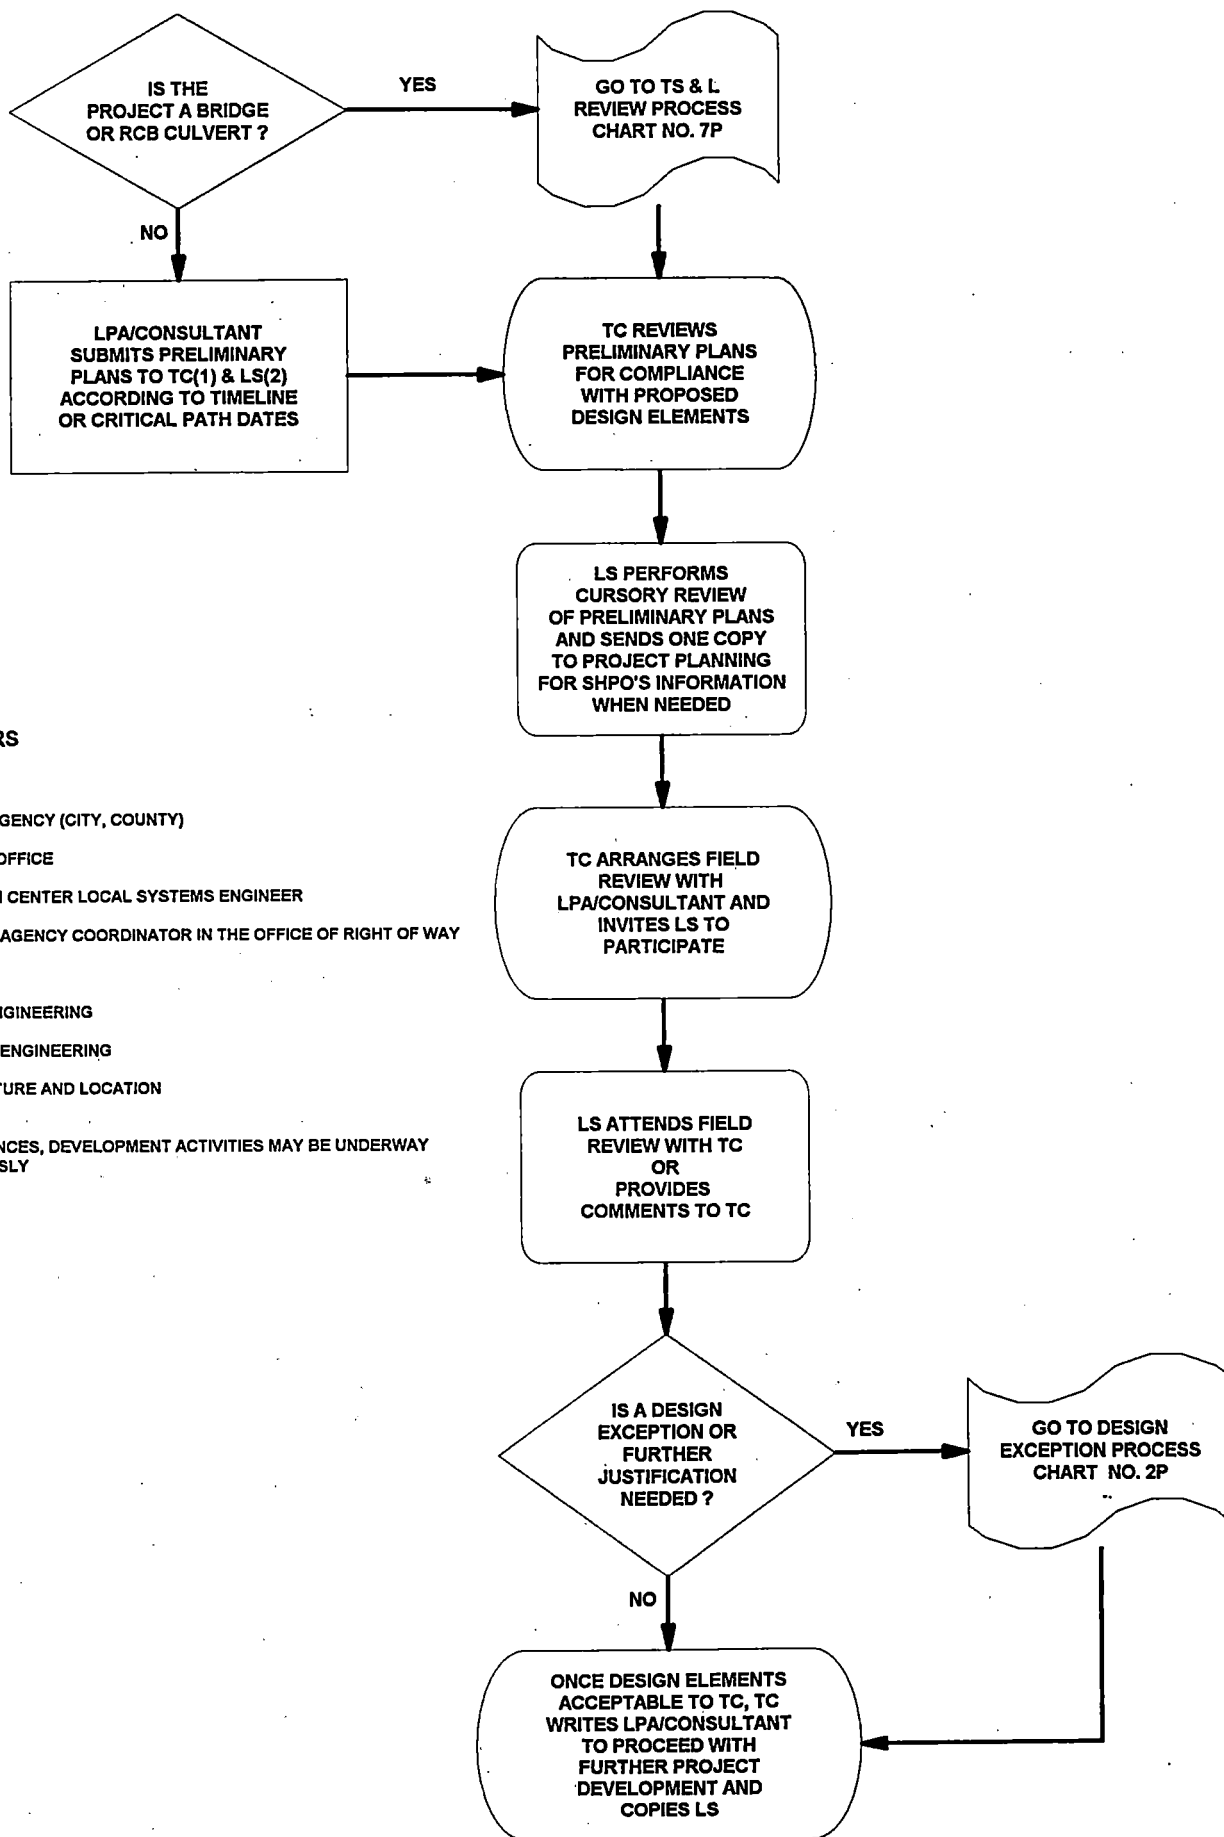 IS THE
PROJECT A BRIDGE
OR RCB CULVERT ?
YES
GO TO TS & L
REVIEW PROCESS
CHART NO. 7P
NO
LPA/CONSULTANT
SUBMITS PRELIMINARY
PLANS TO TC(1) & LS(2)
ACCORDING TO TIMELINE
OR CRITICAL PATH DATES
TC REVIEWS
PRELIMINARY PLANS
FOR COMPLIANCE
WITH PROPOSED
DESIGN ELEMENTS
LS PERFORMS
CURSORY REVIEW
OF PRELIMINARY PLANS
AND SENDS ONE COPY
TO PROJECT PLANNING
FOR SHPO'S INFORMATION
WHEN NEEDED
RS
GENCY (CITY, COUNTY)
OFFICE
N CENTER LOCAL SYSTEMS ENGINEER
AGENCY COORDINATOR IN THE OFFICE OF RIGHT OF WAY
NGINEERING
ENGINEERING
TURE AND LOCATION
NCES, DEVELOPMENT ACTIVITIES MAY BE UNDERWAY
SLY
TC ARRANGES FIELD
REVIEW WITH
LPA/CONSULTANT AND
INVITES LS TO
PARTICIPATE
LS ATTENDS FIELD
REVIEW WITH TC
OR
PROVIDES
COMMENTS TO TC
IS A DESIGN
EXCEPTION OR
FURTHER
JUSTIFICATION
NEEDED ?
YES
GO TO DESIGN
EXCEPTION PROCESS
CHART NO. 2P
NO
ONCE DESIGN ELEMENTS
ACCEPTABLE TO TC, TC
WRITES LPA/CONSULTANT
TO PROCEED WITH
FURTHER PROJECT
DEVELOPMENT AND
COPIES LS